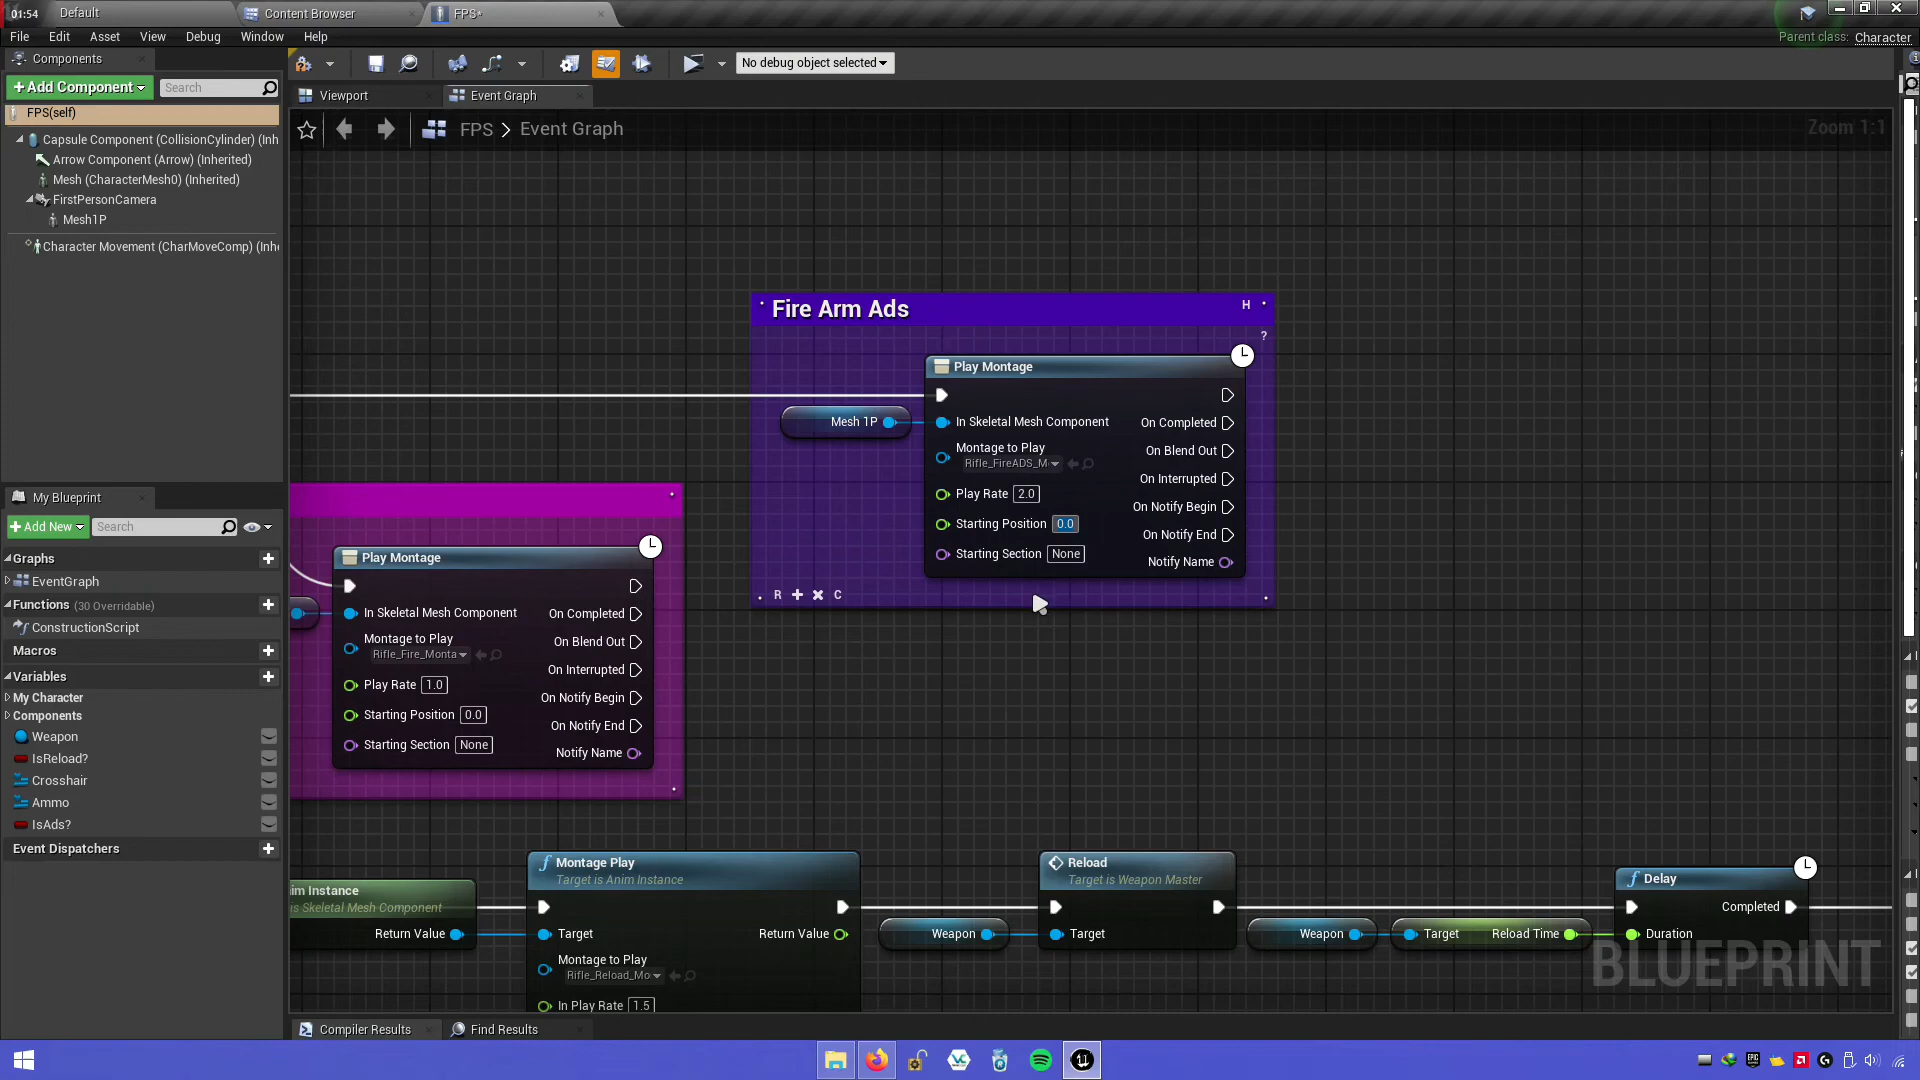 01:54
Default
Content Browser
FPS*
File Edit Asset View Debug Window Help
Parent class: Character
Components
+Add Component
Search
No debug object selected
FPS(self)
Viewport
Event Graph
Capsule Component (CollisionCylinder) (Inh
Arrow Component (Arrow) (Inherited)
Mesh (CharacterMesh0) (Inherited)
FirstPersonCamera
Mesh1P
Character Movement (CharMoveComp) (Inh
FPS > Event Graph
Zoom 1:1
Fire Arm Ads
H
?
Play Montage
Mesh 1P
In Skeletal Mesh Component
On Completed
Montage to Play
Rifle_FireADS_M
On Blend Out
On Interrupted
Play Rate 2.0
On Notify Begin
Starting Position 0.0
On Notify End
Starting Section None
Notify Name
R + x C
My Blueprint
+Add New
Search
Graphs
EventGraph
Functions (30 Overridable)
ConstructionScript
Macros
Variables
My Character
Components
Weapon
IsReload?
Crosshair
Ammo
IsAds?
Event Dispatchers
Play Montage
In Skeletal Mesh Component
On Completed
Montage to Play
Rifle_Fire_Monta
On Blend Out
On Interrupted
Play Rate 1.0
On Notify Begin
Starting Position 0.0
On Notify End
Starting Section None
Notify Name
im Instance
is Skeletal Mesh Component
Return Value
Montage Play
Target is Anim Instance
Target
Return Value
Montage to Play
Rifle_Reload_Mo
In Play Rate 1.5
Weapon
Reload
Target is Weapon Master
Target
Weapon
Target Reload Time
Delay
Completed
Duration
BLUEPRINT
Compiler Results
Find Results